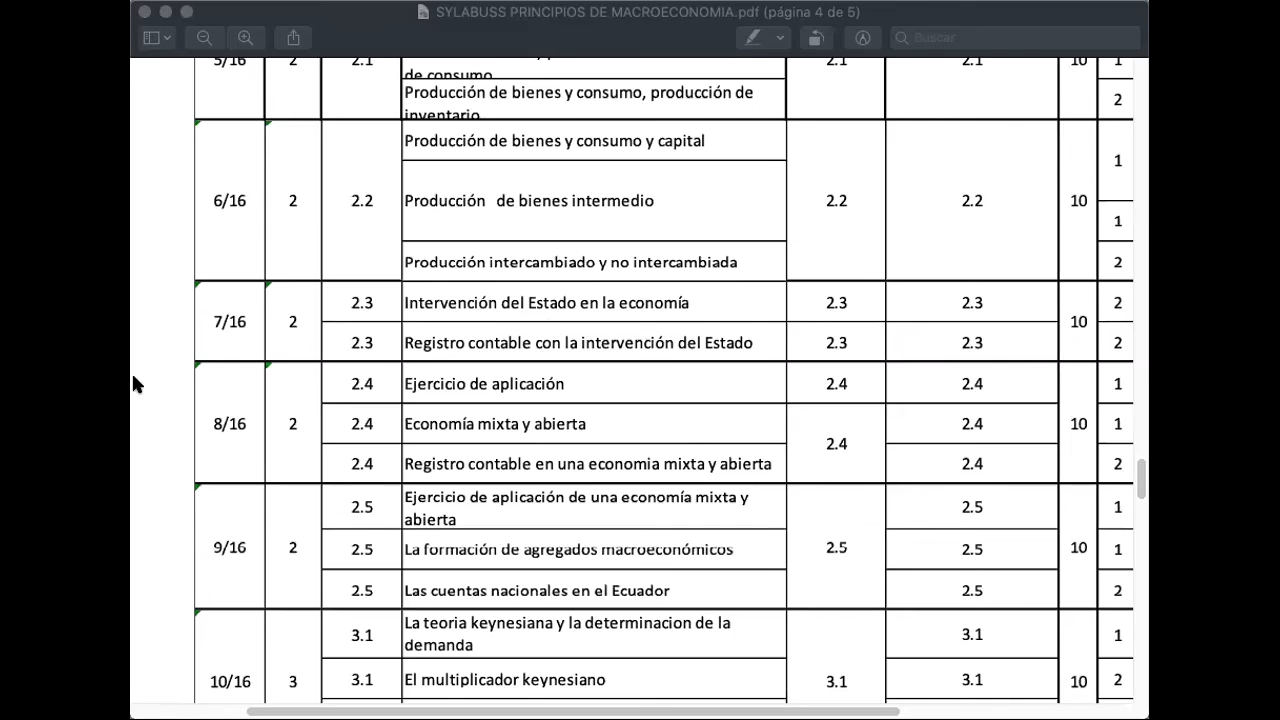 SYLABUSS PRINCIPIOS DE MACROECONOMIA.pdf (página 4 de 5)
Buscar
5/16 2 2.1 de consumo 2.1 2.1 10 1
Producción de bienes y consumo, producción de
inventario 2
6/16 2 2.2 Producción de bienes y consumo y capital 2.2 2.2 10 1
Producción de bienes intermedio 1
Producción intercambiado y no intercambiada 2
7/16 2 2.3 Intervención del Estado en la economía 2.3 2.3 10 2
2.3 Registro contable con la intervención del Estado 2.3 2.3 2
8/16 2 2.4 Ejercicio de aplicación 2.4 2.4 10 1
2.4 Economía mixta y abierta 2.4 2.4 1
2.4 Registro contable en una economia mixta y abierta 2.4 2
9/16 2 2.5 Ejercicio de aplicación de una economía mixta y
abierta 2.5 2.5 10 1
2.5 La formación de agregados macroeconómicos 2.5 1
2.5 Las cuentas nacionales en el Ecuador 2.5 2
10/16 3 3.1 La teoria keynesiana y la determinacion de la
demanda 3.1 3.1 10 1
3.1 El multiplicador keynesiano 3.1 2